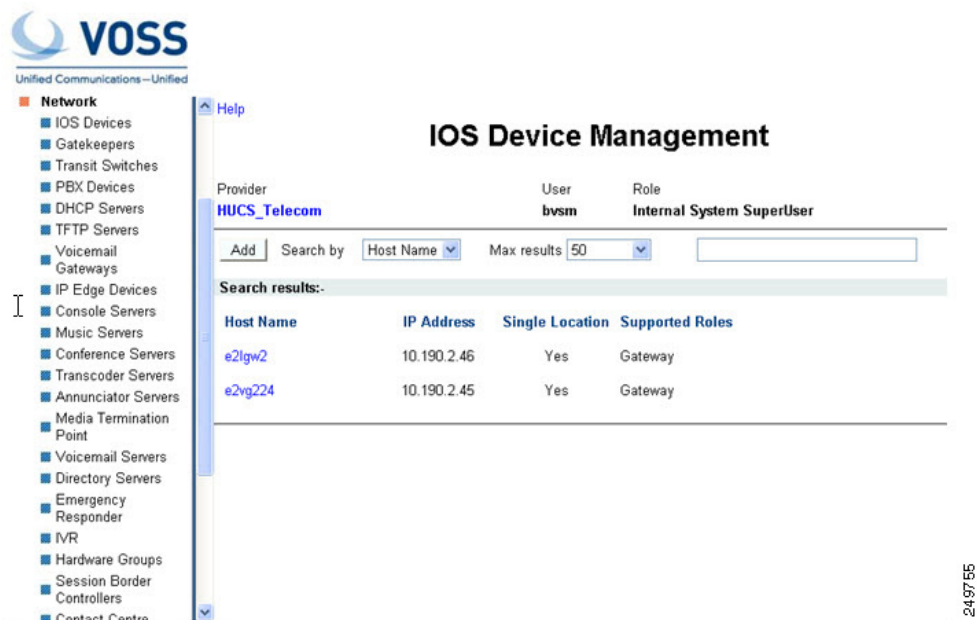 VOSS
Unified Communications—Unified
Network
IOS Devices
Gatekeepers
Transit Switches
PBX Devices
DHCP Servers
TFTP Servers
Voicemail
Gateways
IP Edge Devices
Console Servers
Music Servers
Conference Servers
Transcoder Servers
Annunciator Servers
Media Termination
Point
Voicemail Servers
Directory Servers
Emergency
Responder
IVR
Hardware Groups
Session Border
Controllers
Contact Centre
Help
IOS Device Management
Provider User Role
HUCS_Telecom bvsm Internal System SuperUser
Add Search by Host Name Max results 50
Search results:-
Host Name IP Address Single Location Supported Roles
e2lgw2 10.190.2.46 Yes Gateway
e2vg224 10.190.2.45 Yes Gateway
249755